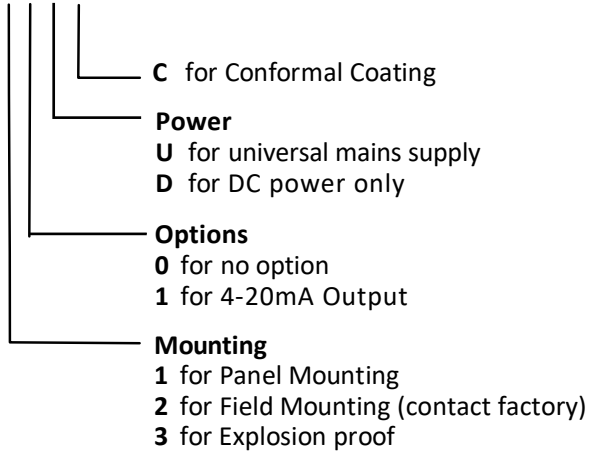 C for Conformal Coating
Power
U for universal mains supply
D for DC power only
Options
0 for no option
1 for 4-20mA Output
Mounting
1 for Panel Mounting
2 for Field Mounting (contact factory)
3 for Explosion proof